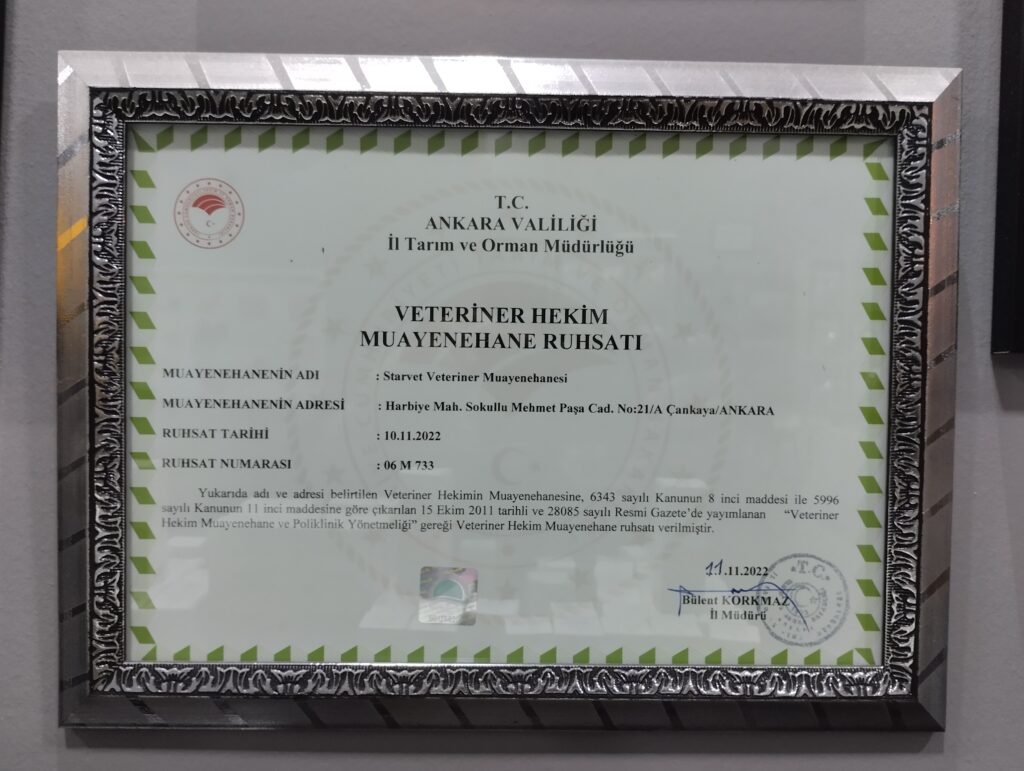 T.C.
ANKARA VALİLİĞİ
İl Tarım ve Orman Müdürlüğü
VETERİNER HEKİM
MUAYENEHANE RUHSATI
MUAYENEHANENİN ADI : Starvet Veteriner Muayenehanesi
MUAYENEHANENİN ADRESİ : Harbiye Mah. Sokullu Mehmet Paşa Cad. No:21/A Çankaya/ANKARA
RUHSAT TARİHİ : 10.11.2022
RUHSAT NUMARASI : 06 M 733
Yukarıda adı ve adresi belirtilen Veteriner Hekimin Muayenehanesine, 6343 sayılı Kanunun 8 inci maddesi ile 5996
sayılı Kanunun 11 inci maddesine göre çıkarılan 15 Ekim 2011 tarihli ve 28085 sayılı Resmi Gazete’de yayımlanan “Veteriner
Hekim Muayenehane ve Poliklinik Yönetmeliği” gereği Veteriner Hekim Muayenehane ruhsatı verilmiştir.
11.11.2022
Bülent KORKMAZ
İl Müdürü
T.C.